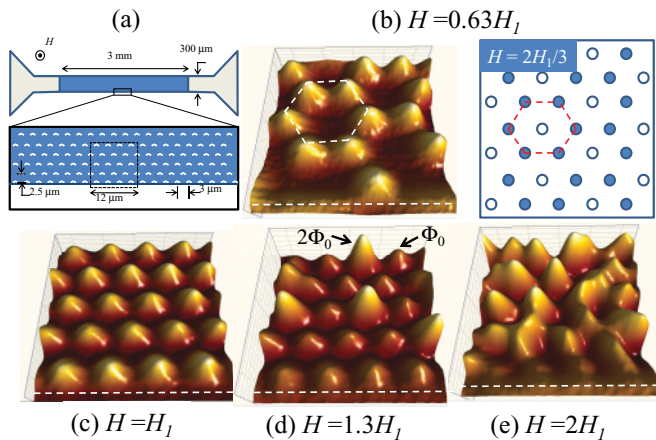 (a)
(b) H =0.63H₁
H
3 mm
300 μm
H = 2H₁/3
2.5 μm
12 μm
3 μm
2Φ₀
Φ₀
(c) H =H₁
(d) H =1.3H₁
(e) H =2H₁